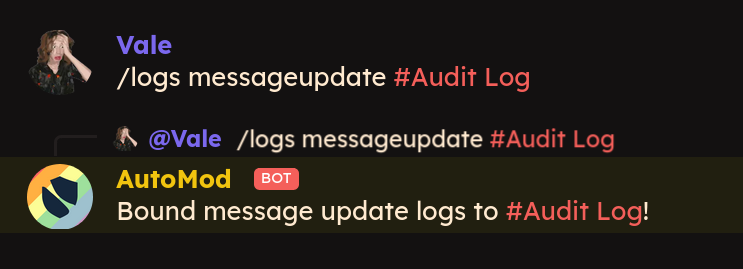 Vale
/logs messageupdate #Audit Log
@Vale /logs messageupdate #Audit Log
AutoMod BOT
Bound message update logs to #Audit Log!